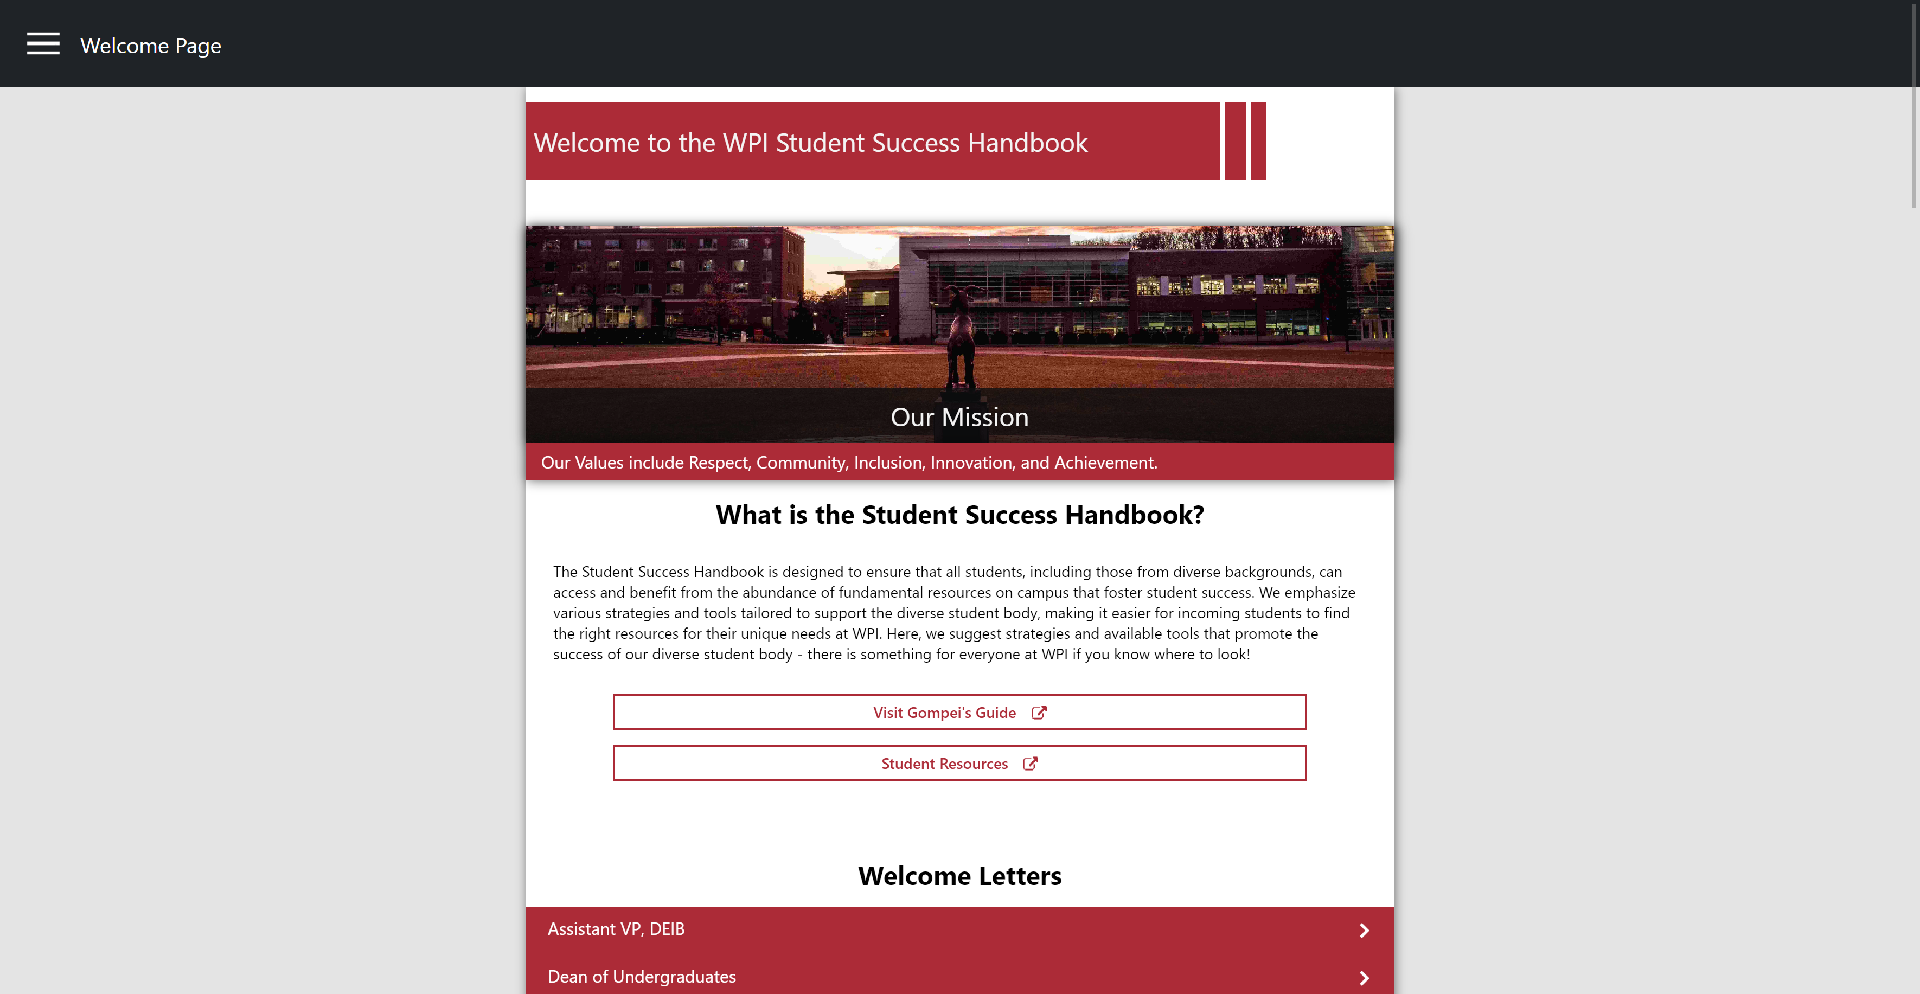 Welcome Page
Welcome to the WPI Student Success Handbook
Our Mission
Our Values include Respect, Community, Inclusion, Innovation, and Achievement.
What is the Student Success Handbook?
The Student Success Handbook is designed to ensure that all students, including those from diverse backgrounds, can
access and benefit from the abundance of fundamental resources on campus that foster student success. We emphasize
various strategies and tools tailored to support the diverse student body, making it easier for incoming students to find
the right resources for their unique needs at WPI. Here, we suggest strategies and available tools that promote the
success of our diverse student body - there is something for everyone at WPI if you know where to look!
Visit Gompei's Guide
Student Resources
Welcome Letters
Assistant VP, DEIB
Dean of Undergraduates